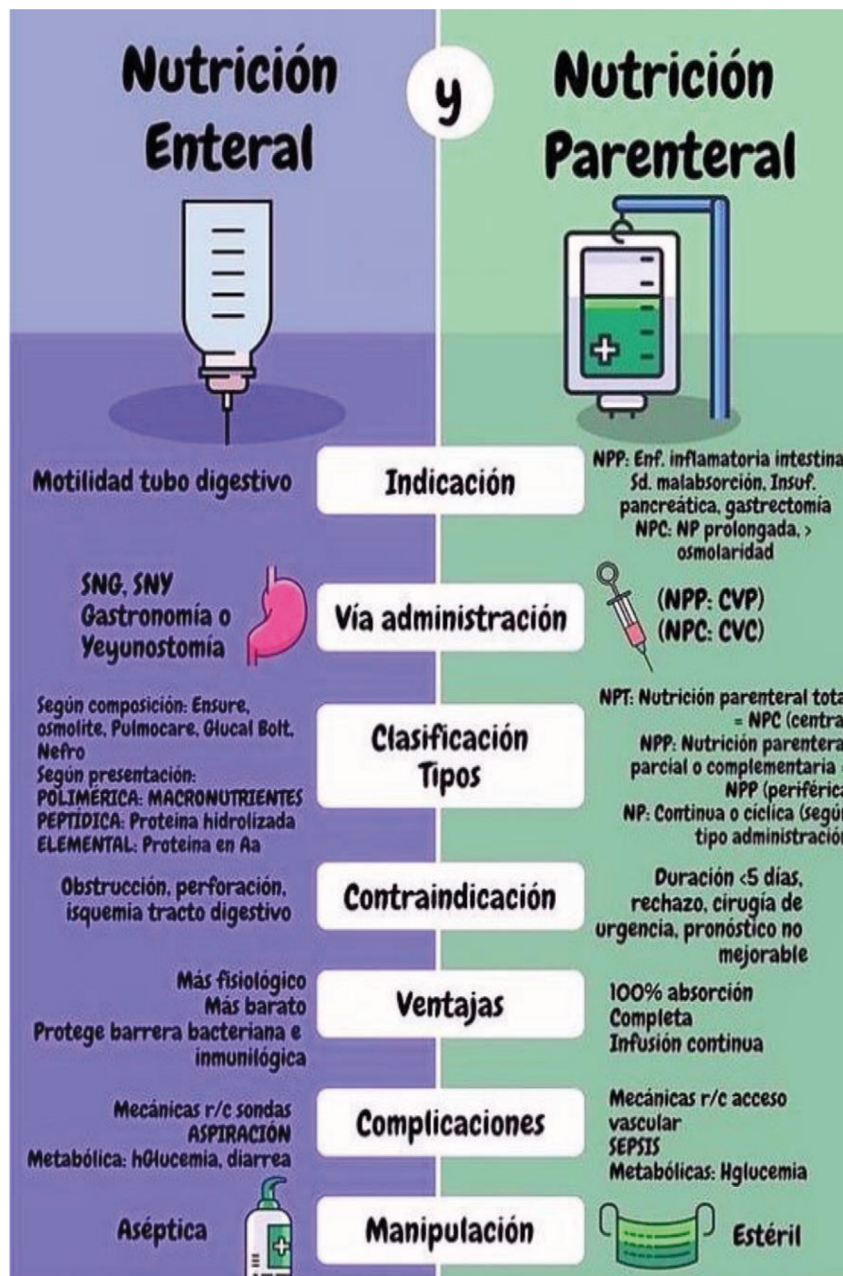 Nutrición
Enteral
y
Nutrición
Parenteral
Motilidad tubo digestivo
Indicación
NPP: Enf. inflamatoria intestina
Sd. malabsorción, Insuf.
pancreática, gastrectomía
NPC: NP prolongada, >
osmolaridad
SNG, SNY
Gastronomía o
Yeyunostomía
Vía administración
(NPP: CVP)
(NPC: CVC)
Según composición: Ensure,
osmolite, Pulmocare, Glucal Bolt,
Nefro
Según presentación:
POLIMÉRICA: MACRONUTRIENTES
PEPTÍDICA: Proteína hidrolizada
ELEMENTAL: Proteína en Aa
Clasificación
Tipos
NPT: Nutrición parenteral tota
= NPC (centra
NPP: Nutrición parentera
parcial o complementaria =
NPP (periférica
NP: Continua o cíclica (según
tipo administración
Obstrucción, perforación,
isquemia tracto digestivo
Contraindicación
Duración <5 días,
rechazo, cirugía de
urgencia, pronóstico no
mejorable
Más fisiológico
Más barato
Protege barrera bacteriana e
inmunilógica
Ventajas
100% absorción
Completa
Infusión continua
Mecánicas r/c sondas
ASPIRACIÓN
Metabólica: hGlucemia, diarrea
Complicaciones
Mecánicas r/c acceso
vascular
SEPSIS
Metabólicas: Hglucemia
Aséptica
Manipulación
Estéril